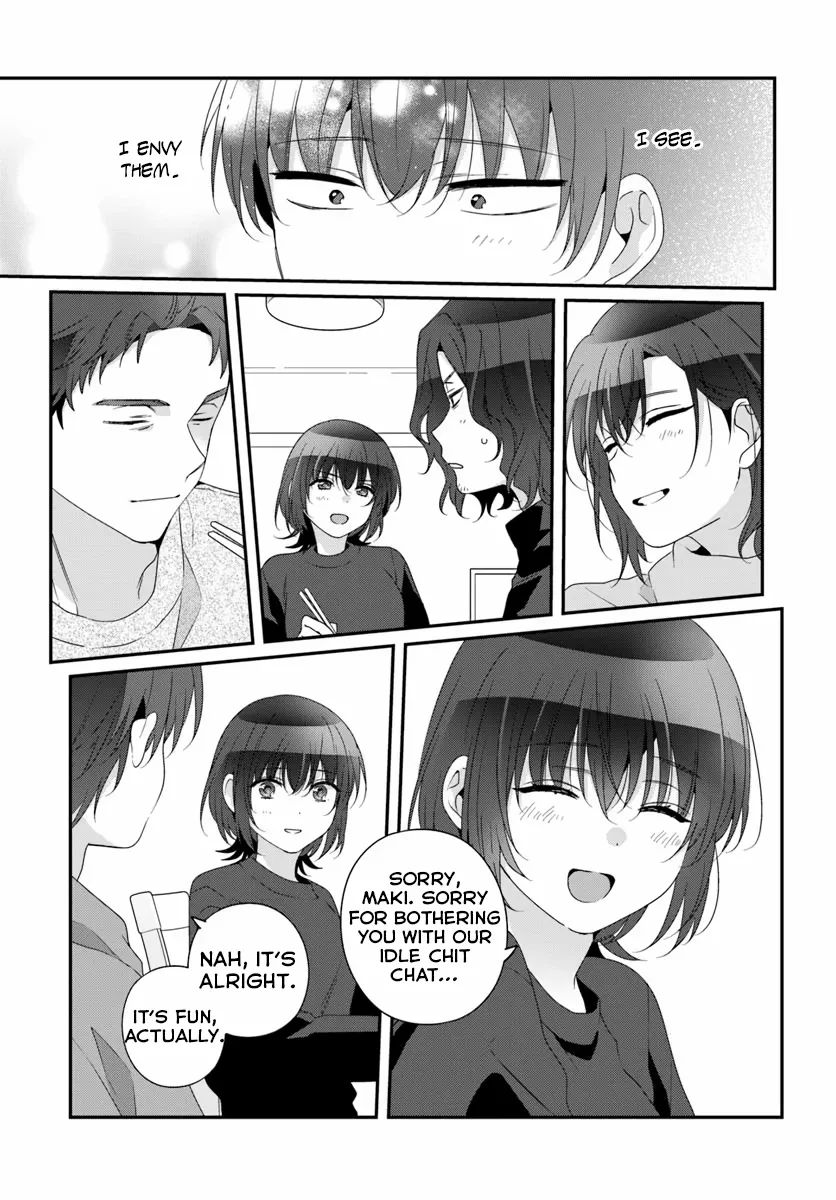 I SEE.
I ENVY
THEM.
SORRY,
MAKI. SORRY
FOR BOTHERING
YOU WITH OUR
IDLE CHIT
CHAT...
NAH, IT'S
ALRIGHT.
IT'S FUN,
ACTUALLY.